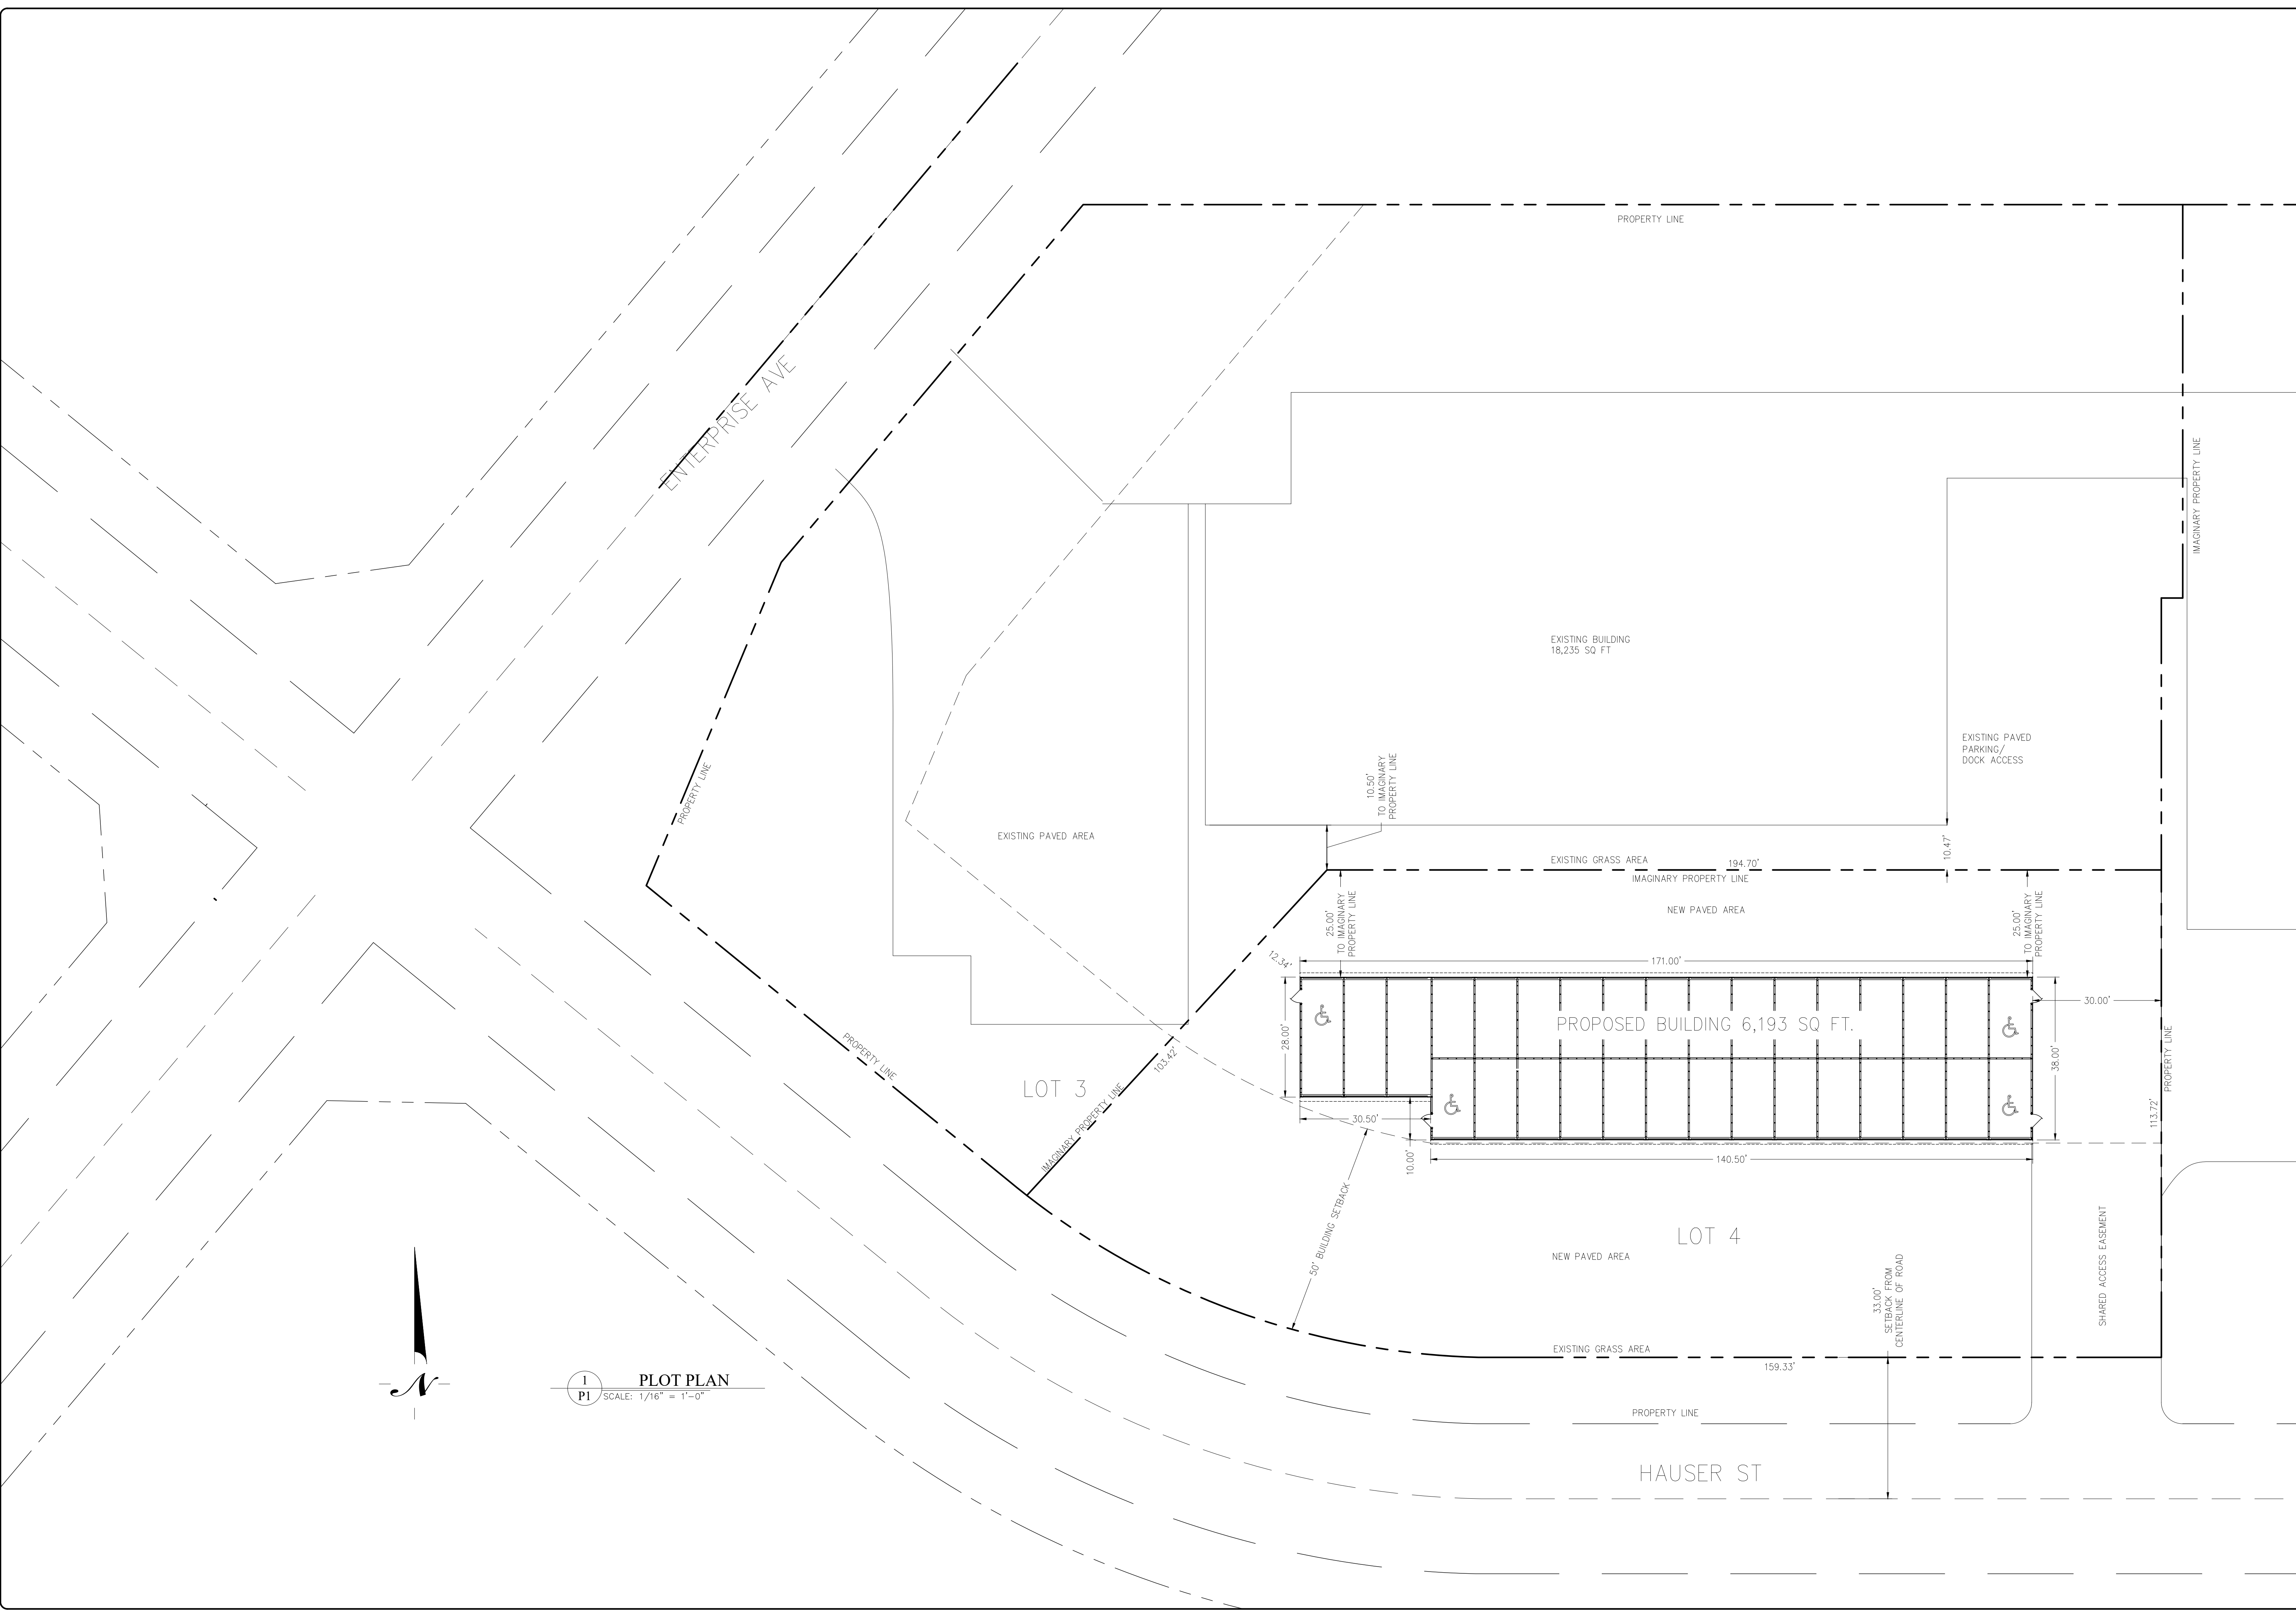 PROPERTY LINE
ENTERPRISE AVE
IMAGINARY PROPERTY LINE
EXISTING BUILDING
18,235 SQ FT
EXISTING PAVED
PARKING/
DOCK ACCESS
PROPERTY LINE
10.50'
TO IMAGINARY
PROPERTY LINE
EXISTING PAVED AREA
EXISTING GRASS AREA
194.70'
10.47'
IMAGINARY PROPERTY LINE
NEW PAVED AREA
25.00'
TO IMAGINARY
PROPERTY LINE
25.00'
TO IMAGINARY
PROPERTY LINE
12.34'
171.00'
30.00'
PROPOSED BUILDING 6,193 SQ FT.
28.00'
38.00'
PROPERTY LINE
PROPERTY LINE
103.42'
LOT 3
IMAGINARY PROPERTY LINE
113.72'
30.50'
10.00'
140.50'
50' BUILDING SETBACK
LOT 4
NEW PAVED AREA
SHARED ACCESS EASEMENT
33.00'
SETBACK FROM
CENTERLINE OF ROAD
EXISTING GRASS AREA
159.33'
N
1
P1
PLOT PLAN
SCALE: 1/16" = 1'-0"
PROPERTY LINE
HAUSER ST